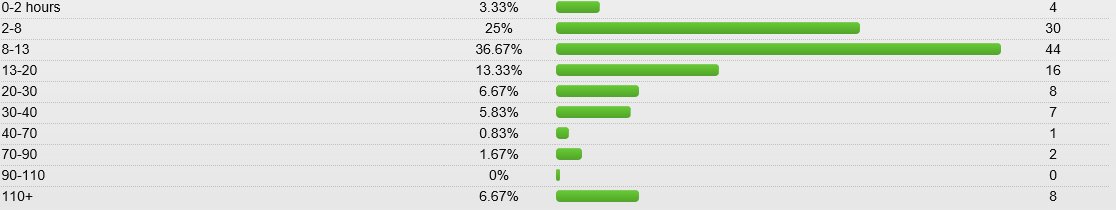 0-2 hours 3.33% 4
2-8 25% 30
8-13 36.67% 44
13-20 13.33% 16
20-30 6.67% 8
30-40 5.83% 7
40-70 0.83% 1
70-90 1.67% 2
90-110 0% 0
110+ 6.67% 8